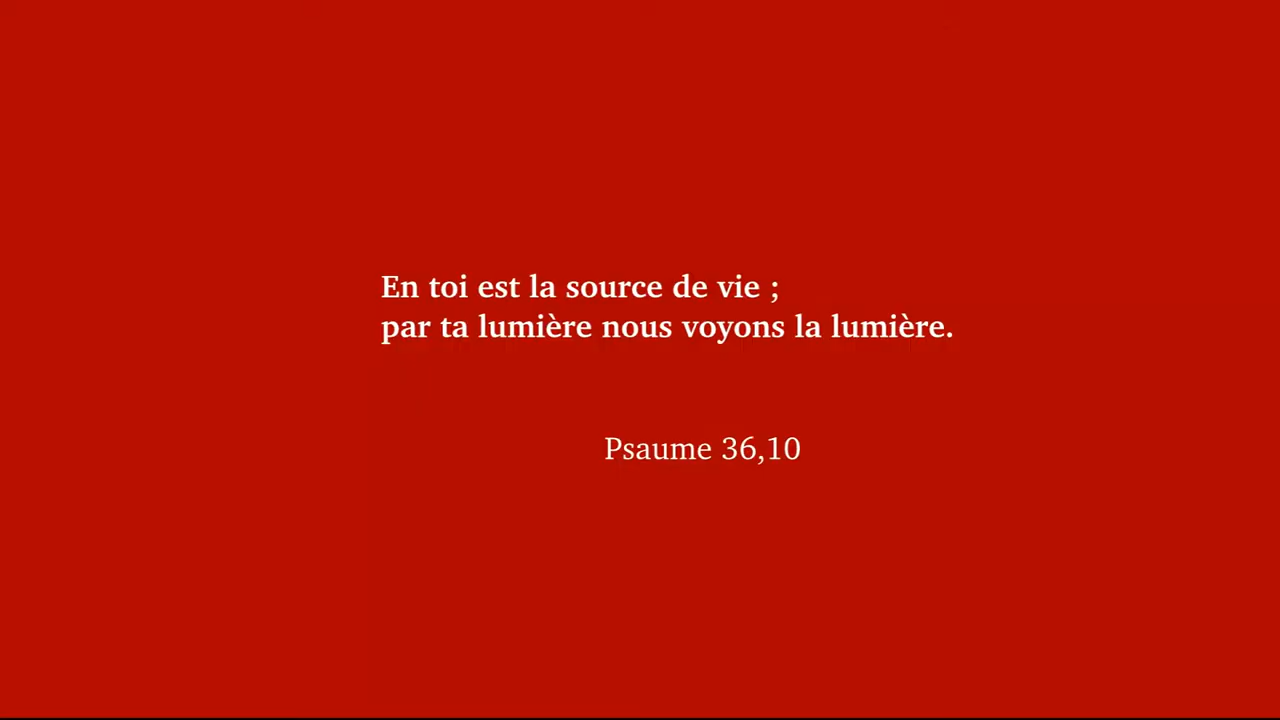 En toi est la source de vie ;
par ta lumière nous voyons la lumière.
Psaume 36,10